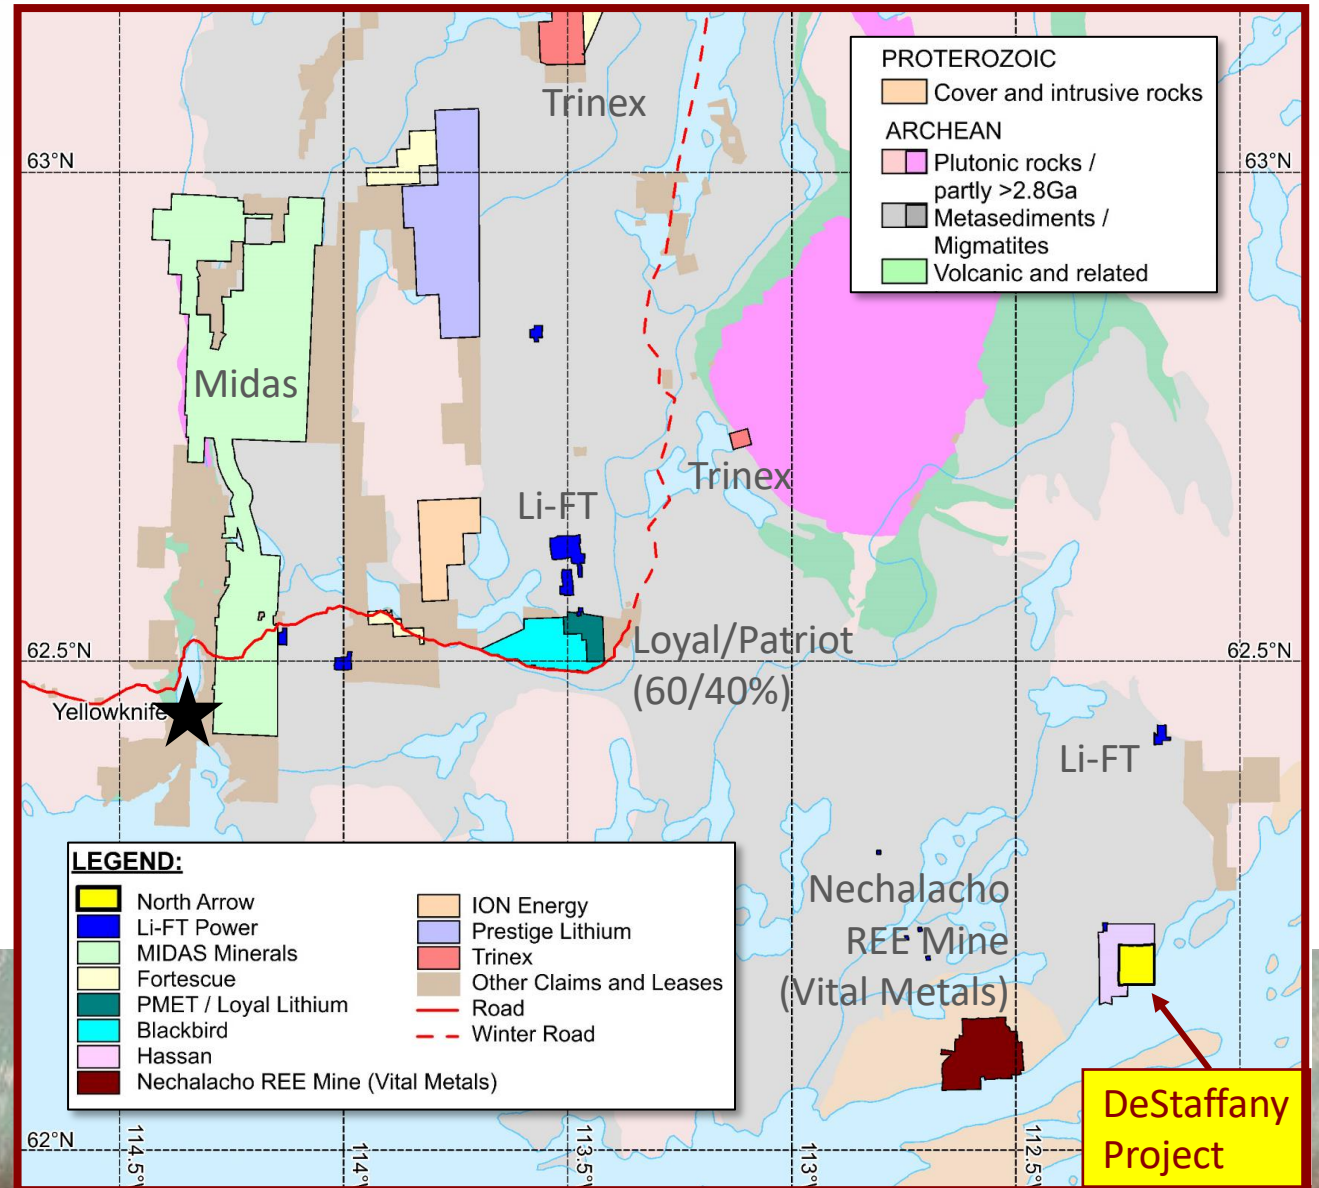 Trinex
PROTEROZOIC
Cover and intrusive rocks
ARCHEAN
Plutonic rocks /
partly >2.8Ga
Metasediments /
Migmatites
Volcanic and related
63°N
63°N
Midas
Trinex
Li-FT
Loyal/Patriot
(60/40%)
62.5°N
62.5°N
Yellowknife
Li-FT
Nechalacho
REE Mine
(Vital Metals)
LEGEND:
North Arrow
Li-FT Power
MIDAS Minerals
Fortescue
PMET / Loyal Lithium
Blackbird
Hassan
Nechalacho REE Mine (Vital Metals)
ION Energy
Prestige Lithium
Trinex
Other Claims and Leases
Road
Winter Road
DeStaffany
Project
62°N
114.5°W
114°W
113.5°W
113°W
112.5°W